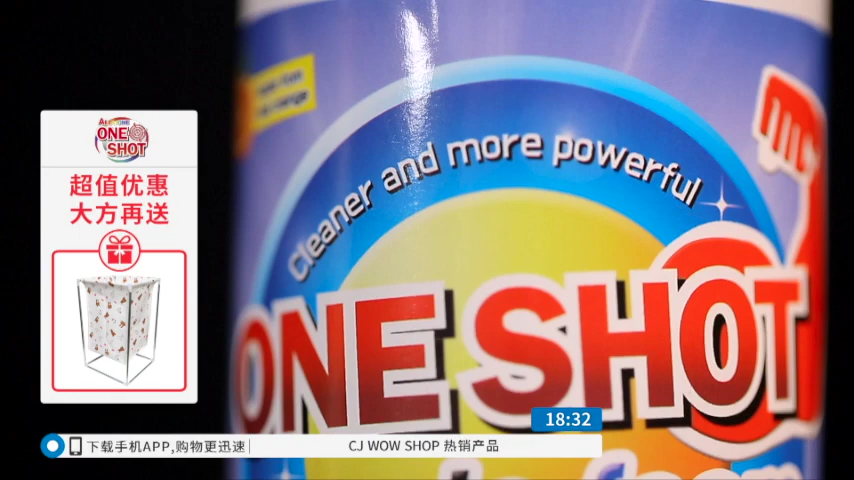 ONE
SHOT
超值优惠
大方再送
Cleaner and more powerful
ONE SHOT
18:32
下载手机APP,购物更迅速
CJ WOW SHOP 热销产品